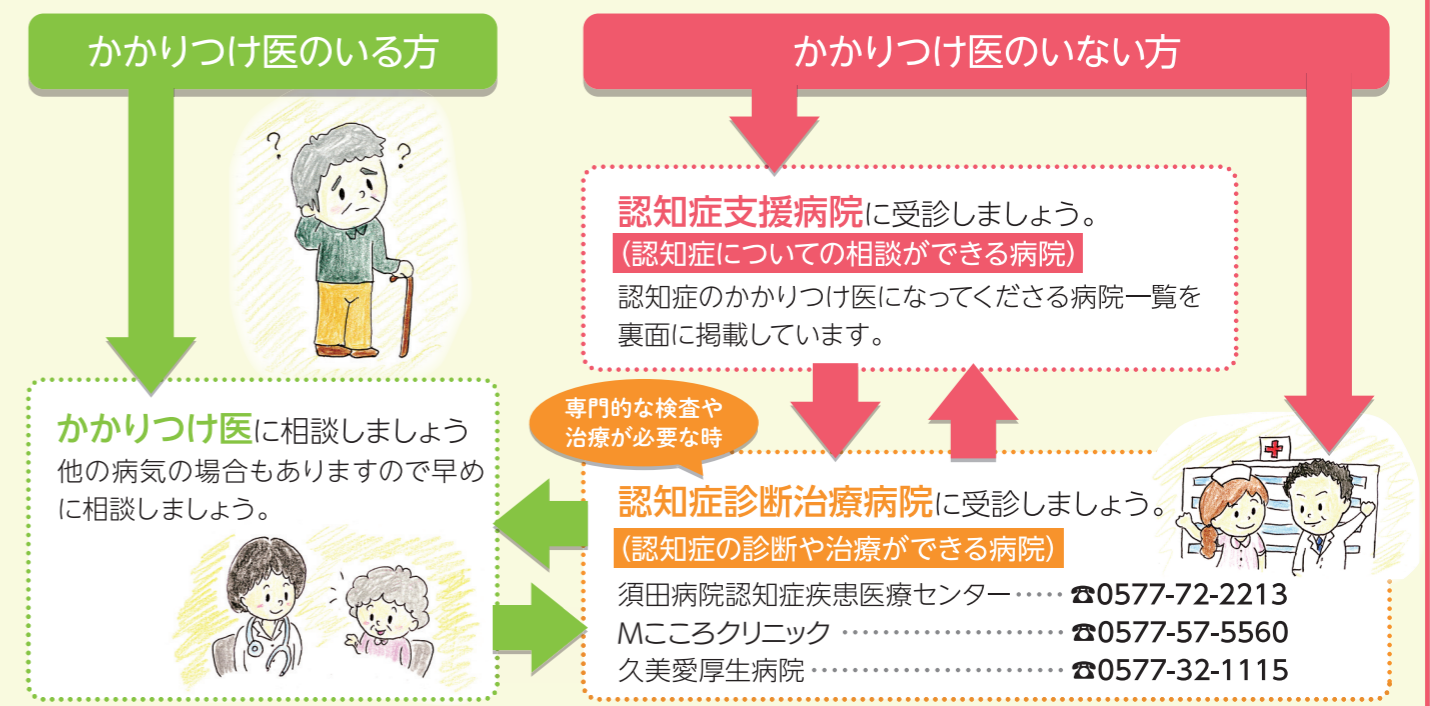 かかりつけ医のいる方
かかりつけ医のいない方
? ?
認知症支援病院に受診しましょう。
(認知症についての相談ができる病院)
認知症のかかりつけ医になってくださる病院一覧を
裏面に掲載しています。
かかりつけ医に相談しましょう
他の病気の場合もありますので早め
に相談しましょう。
専門的な検査や
治療が必要な時
認知症診断治療病院に受診しましょう。
(認知症の診断や治療ができる病院)
須田病院認知症疾患医療センター‥‥‥ ☎0577-72-2213
Mこころクリニック ‥‥‥‥‥‥‥‥‥‥‥ ☎0577-57-5560
久美愛厚生病院‥‥‥‥‥‥‥‥‥‥‥‥‥ ☎0577-32-1115